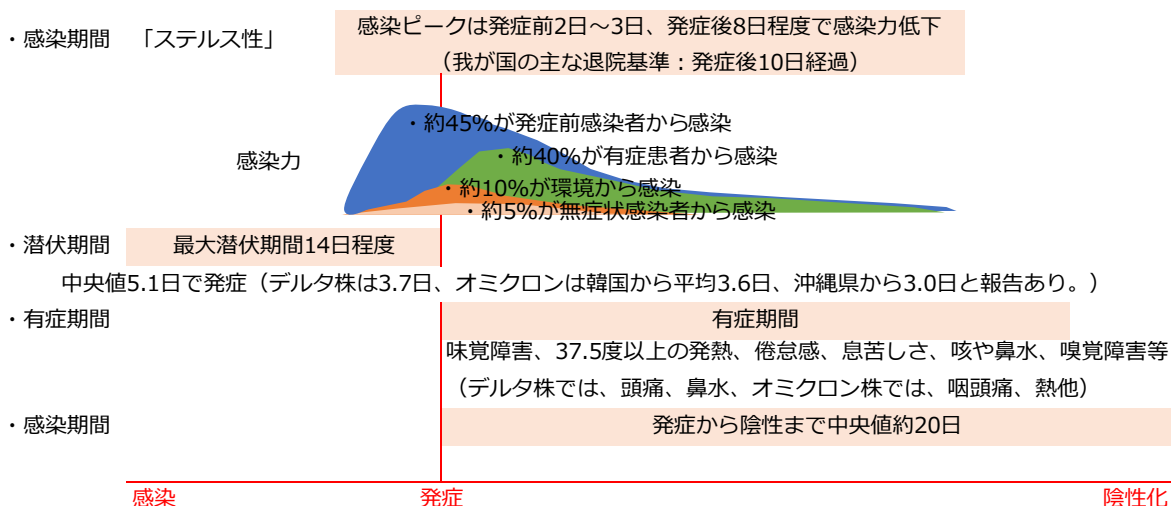 ・感染期間 「ステルス性」
感染ピークは発症前2日～3日、発症後8日程度で感染力低下
（我が国の主な退院基準：発症後10日経過）
感染力
・約45%が発症前感染者から感染
・約40%が有症患者から感染
・約10%が環境から感染
・約5%が無症状感染者から感染
・潜伏期間 最大潜伏期間14日程度
中央値5.1日で発症（デルタ株は3.7日、オミクロンは韓国から平均3.6日、沖縄県から3.0日と報告あり。）
・有症期間 有症期間
味覚障害、37.5度以上の発熱、倦怠感、息苦しさ、咳や鼻水、嗅覚障害等
（デルタ株では、頭痛、鼻水、オミクロン株では、咽頭痛、熱他）
・感染期間 発症から陰性まで中央値約20日
感染 発症 陰性化